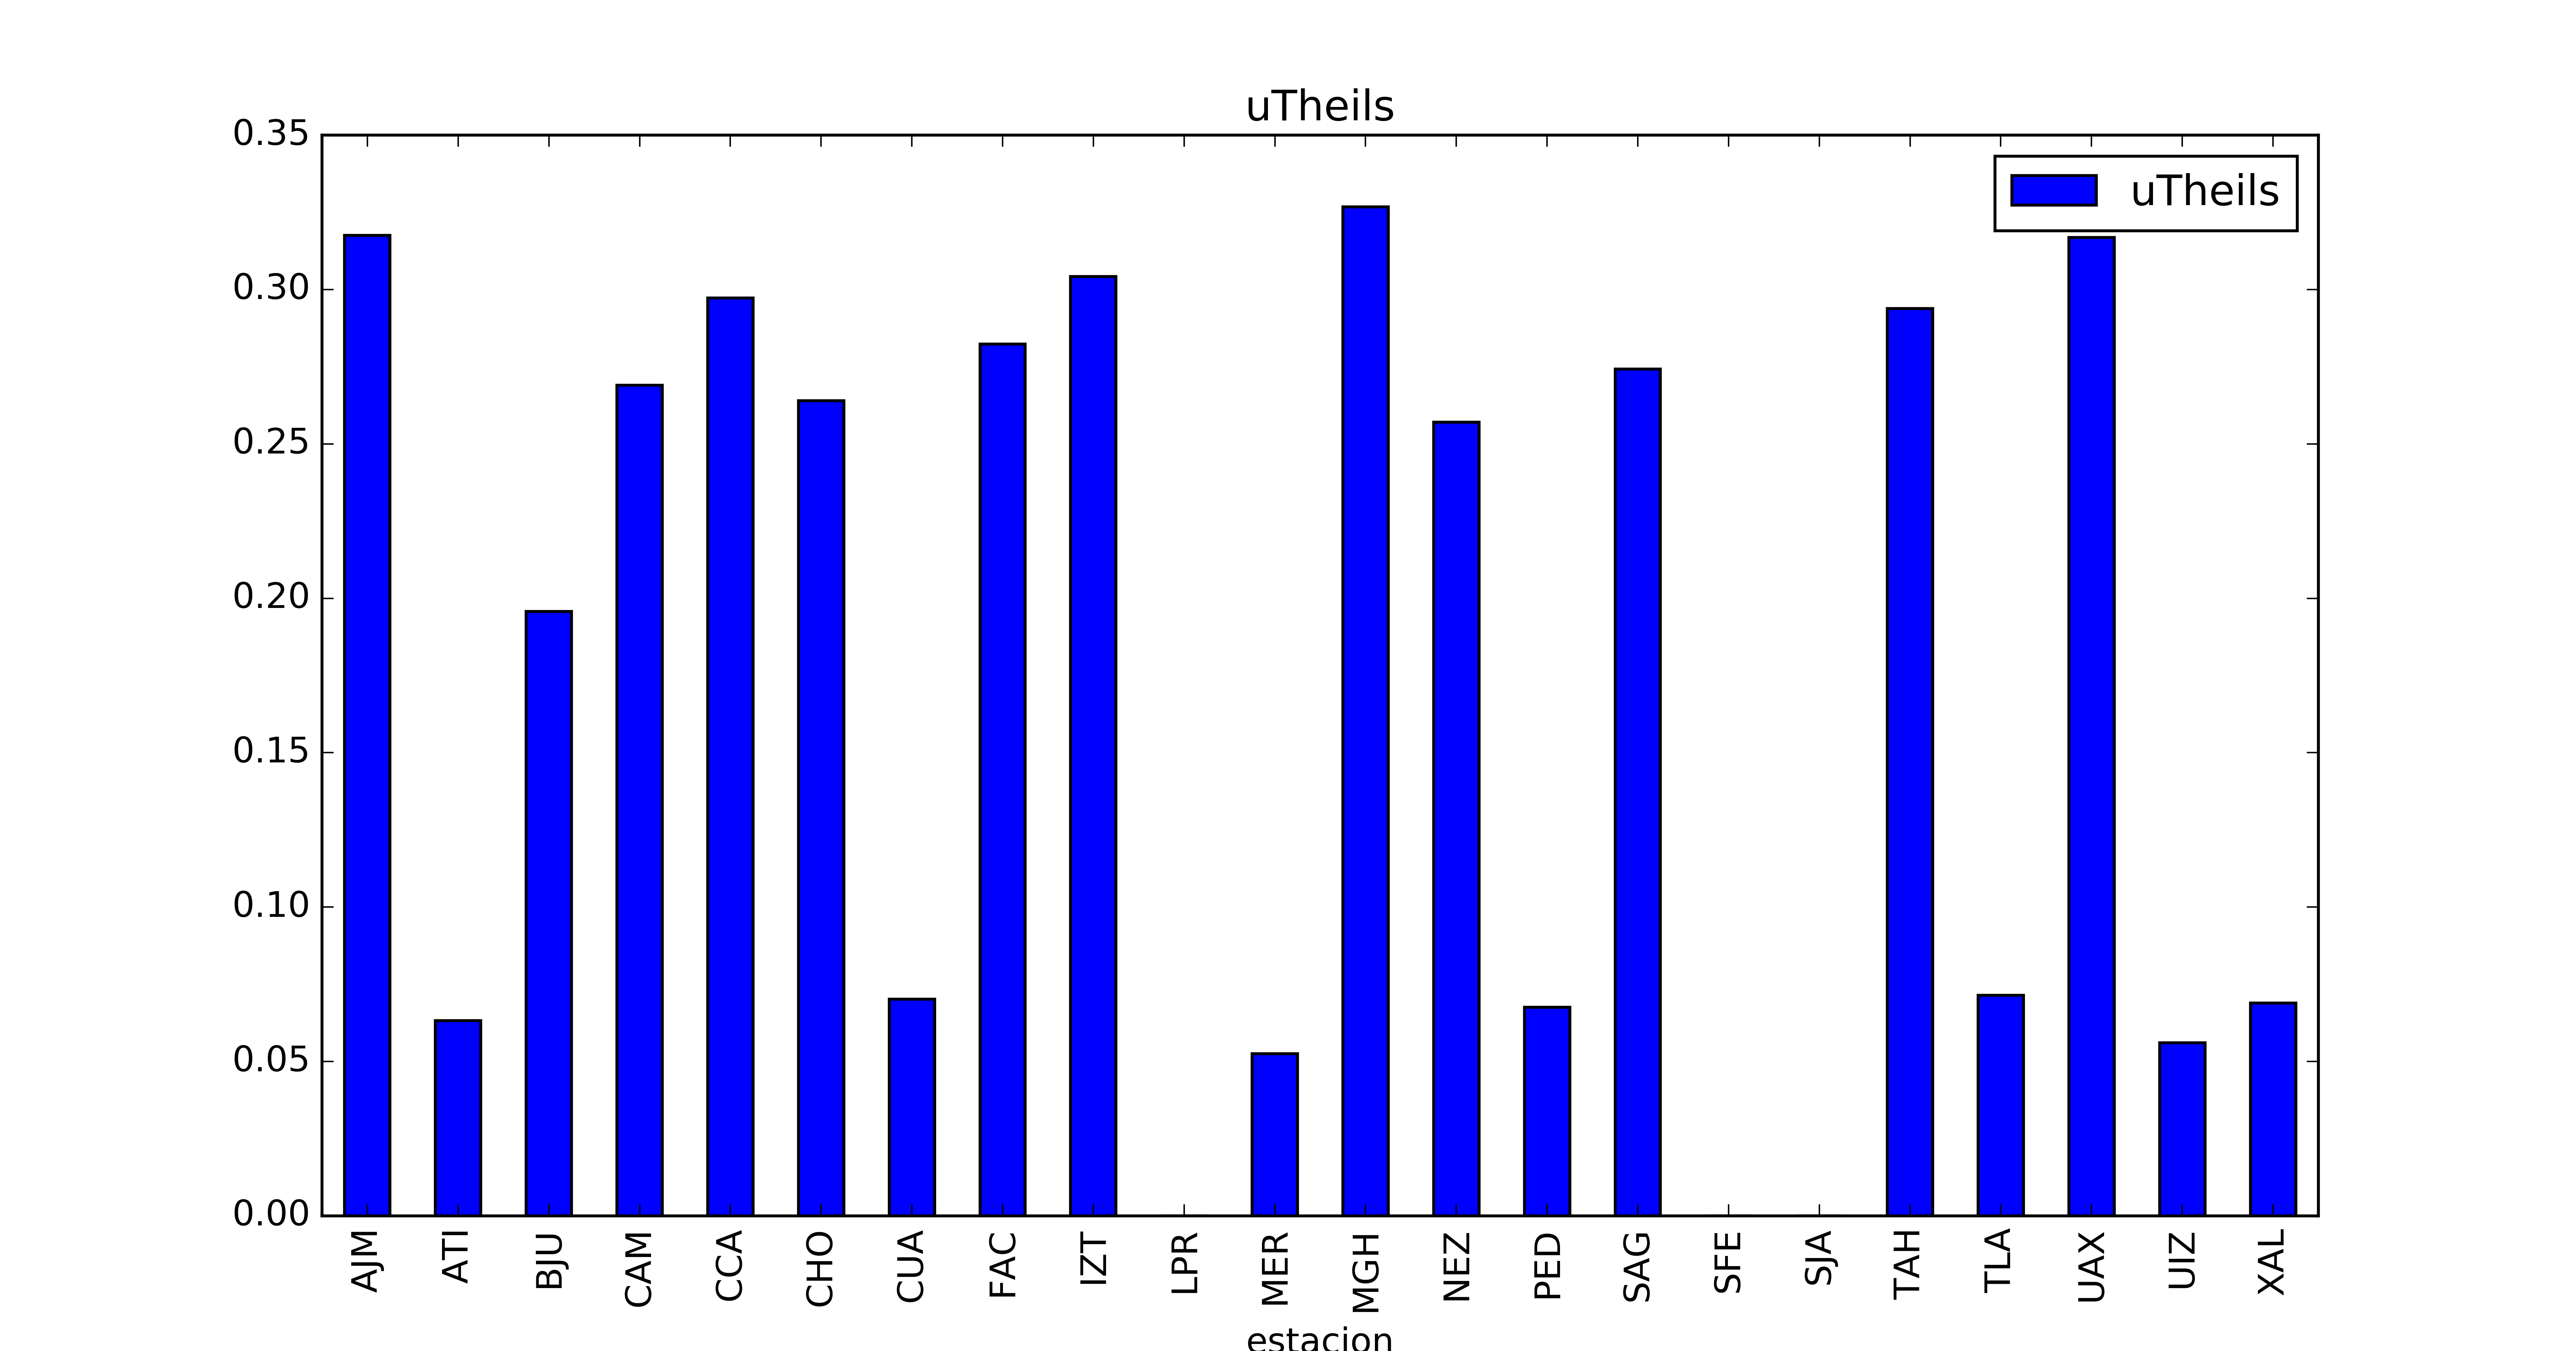 uTheils
0.35
uTheils
0.30
0.25
0.20
0.15
0.10
0.05
0.00
AJM
ATI
BJU
CAM
CCA
CHO
CUA
FAC
IZT
LPR
MER
MGH
NEZ
PED
SAG
SFE
SJA
TAH
TLA
UAX
UIZ
XAL
estacion